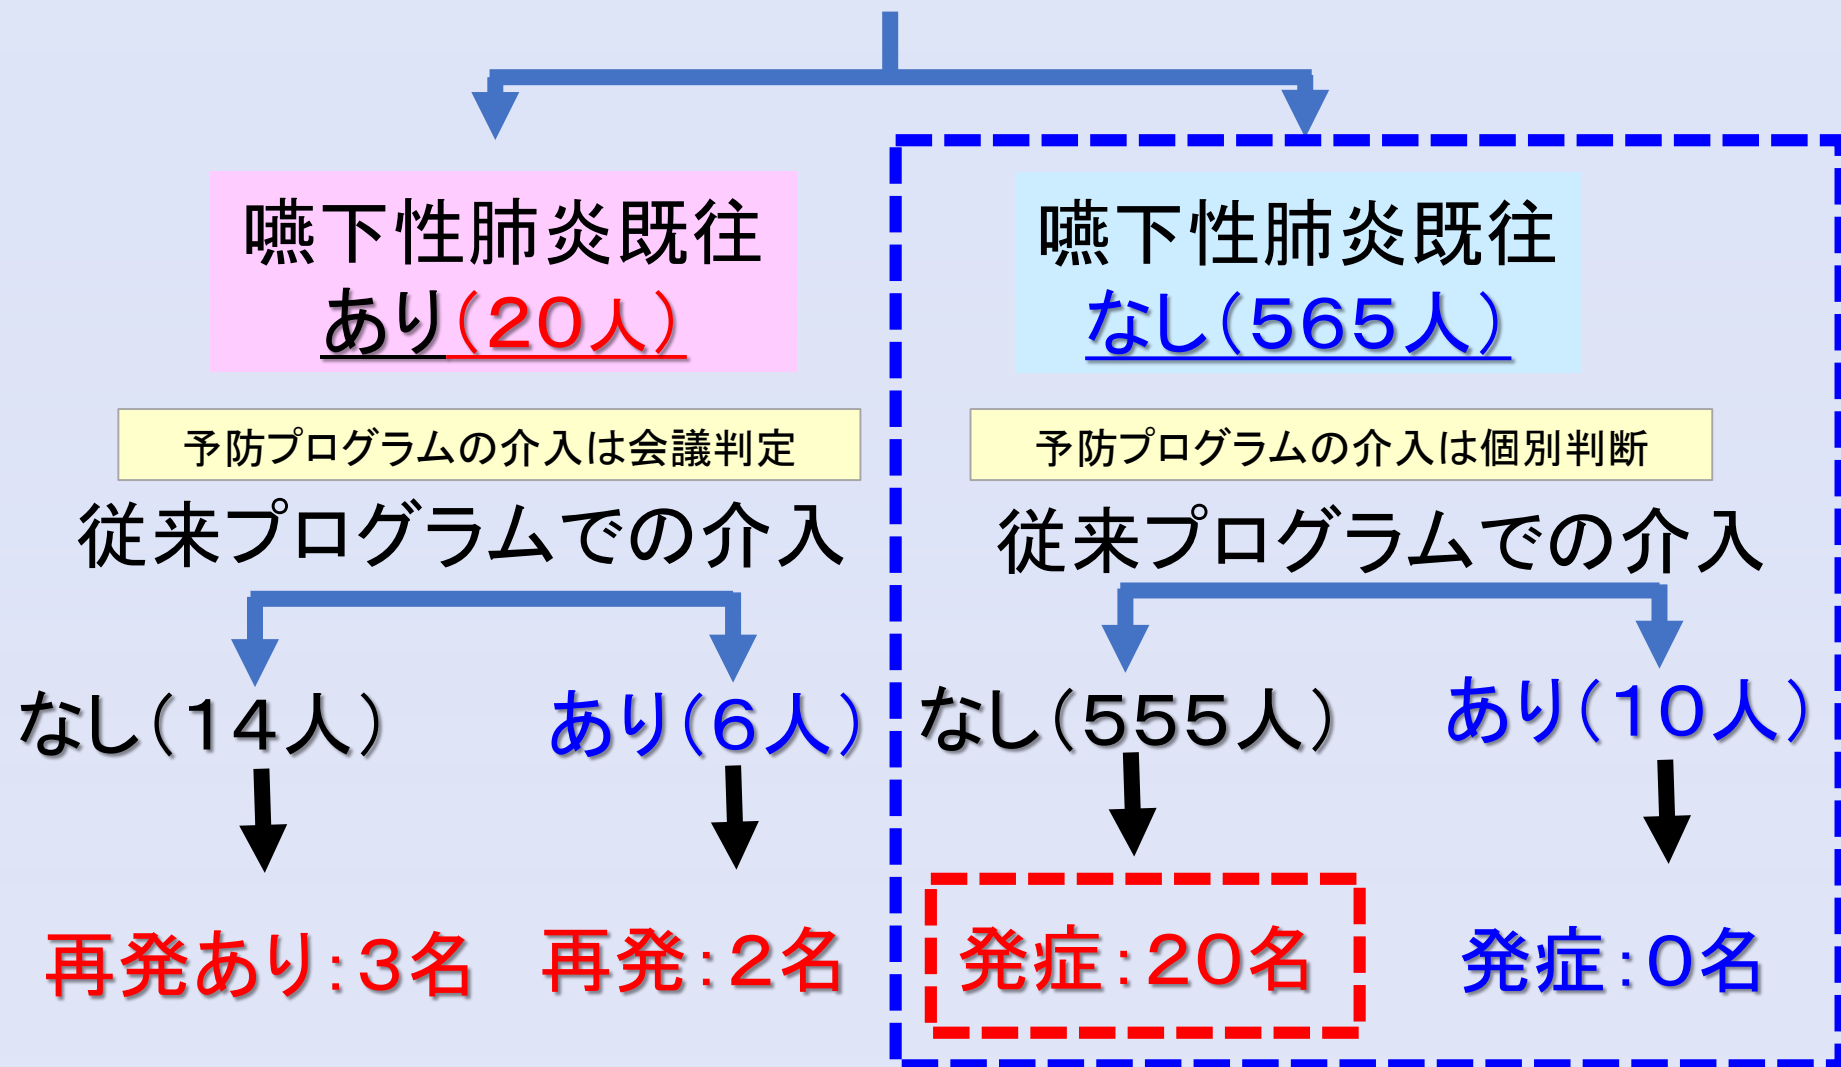 嚥下性肺炎既往
あり（２０人）
予防プログラムの介入は会議判定
従来プログラムでの介入
なし（１４人）
あり（６人）
再発あり：３名
再発：２名
嚥下性肺炎既往
なし（５６５人）
予防プログラムの介入は個別判断
従来プログラムでの介入
なし（５５５人）
あり（１０人）
発症：２０名
発症：０名